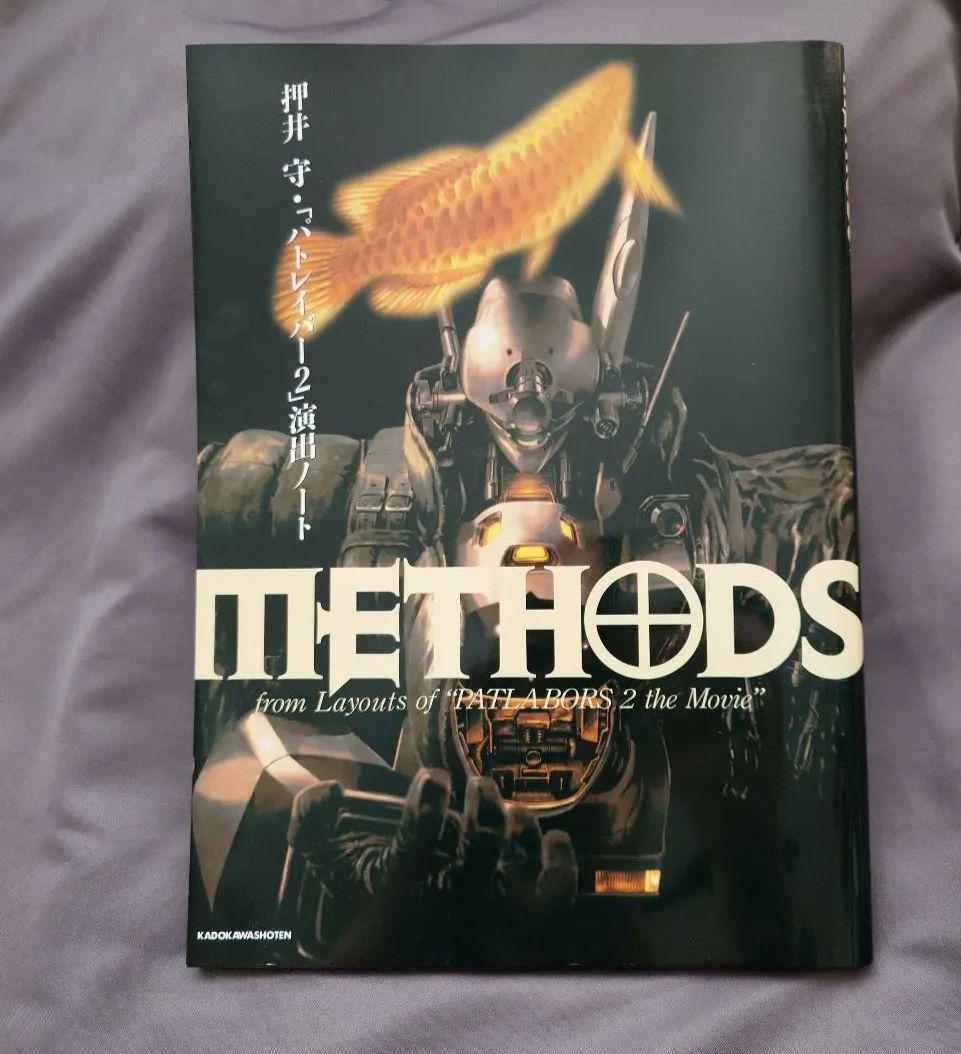 押井 守・『パトレイバー2』演出ノート
METHODS
from Layouts of "PATLABORS 2 the Movie"
KADOKAWASHOTEN